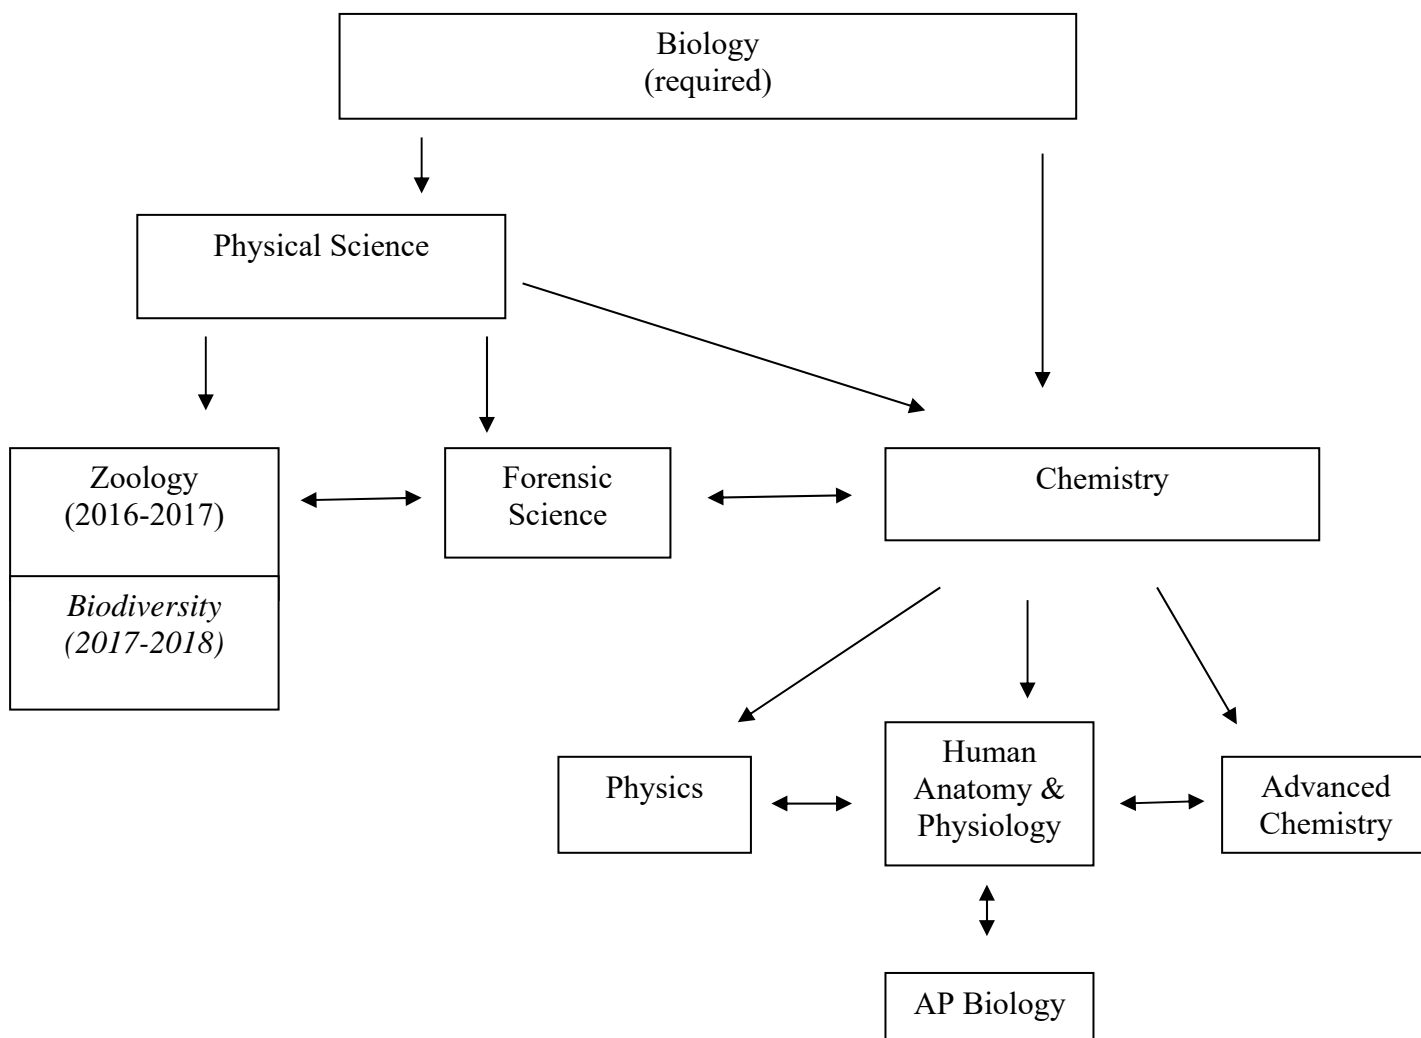 Biology
(required)
Physical Science
Zoology
(2016-2017)
Forensic
Science
Chemistry
Biodiversity
(2017-2018)
Physics
Human
Anatomy &
Physiology
Advanced
Chemistry
AP Biology